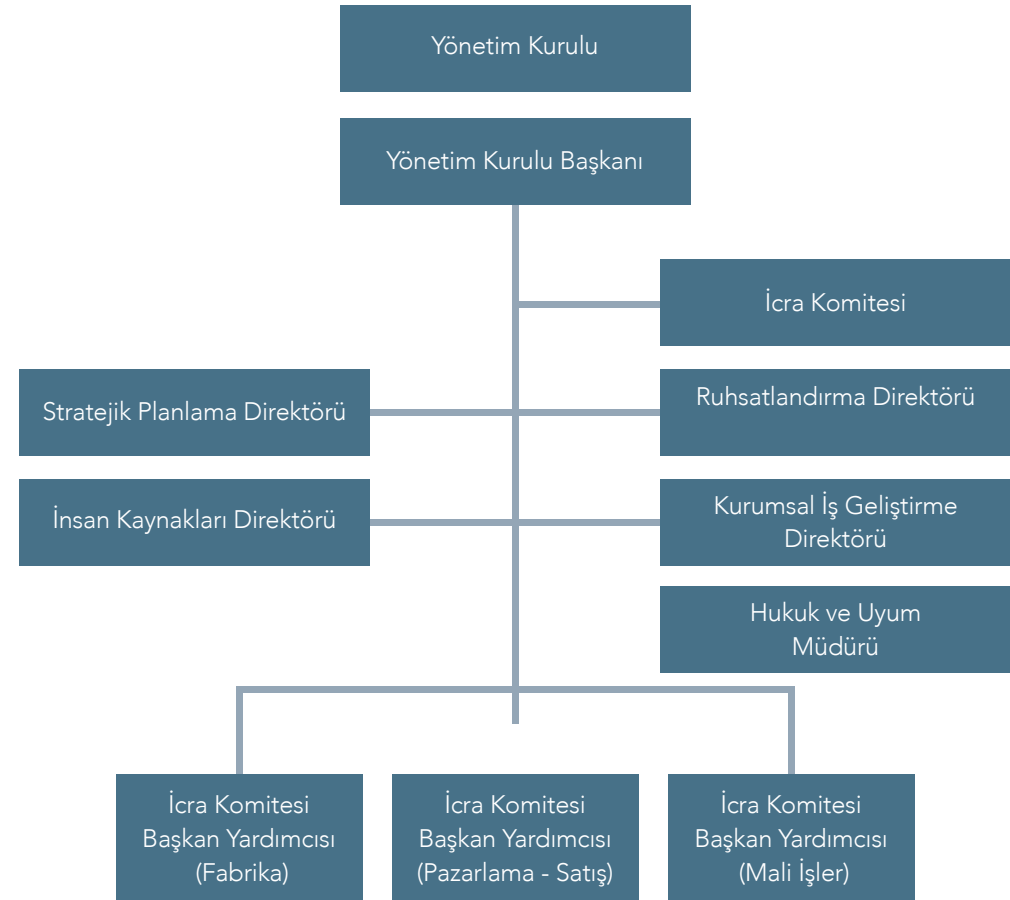 Yönetim Kurulu
Yönetim Kurulu Başkanı
İcra Komitesi
Stratejik Planlama Direktörü
Ruhsatlandırma Direktörü
İnsan Kaynakları Direktörü
Kurumsal İş Geliştirme
Direktörü
Hukuk ve Uyum
Müdürü
İcra Komitesi
Başkan Yardımcısı
(Fabrika)
İcra Komitesi
Başkan Yardımcısı
(Pazarlama - Satış)
İcra Komitesi
Başkan Yardımcısı
(Mali İşler)